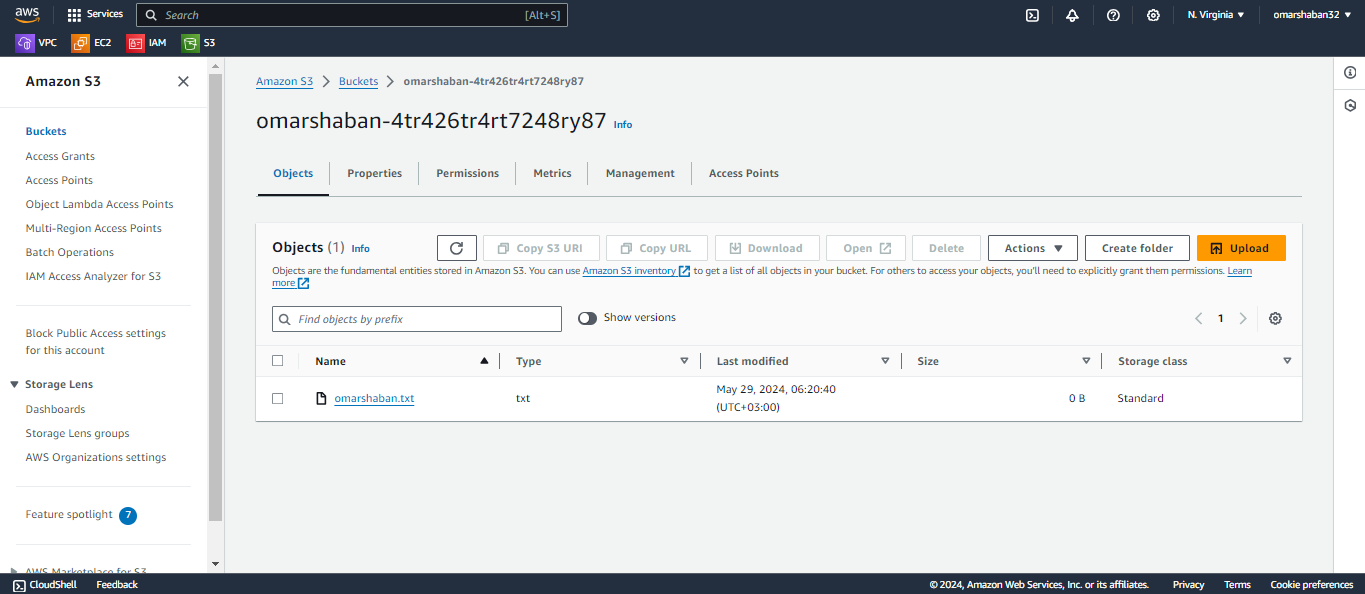 aws Services Search [Alt+S] N. Virginia ▼ omarshaban32 ▼
VPC EC2 IAM S3
Amazon S3
Buckets
Access Grants
Access Points
Object Lambda Access Points
Multi-Region Access Points
Batch Operations
IAM Access Analyzer for S3
Block Public Access settings
for this account
Storage Lens
Dashboards
Storage Lens groups
AWS Organizations settings
Feature spotlight 7
AWS Marketplace for S3
Amazon S3 > Buckets > omarshaban-4tr426tr4rt7248ry87
omarshaban-4tr426tr4rt7248ry87 Info
Objects Properties Permissions Metrics Management Access Points
Objects (1) Info Copy S3 URI Copy URL Download Open Delete Actions ▼ Create folder Upload
Objects are the fundamental entities stored in Amazon S3. You can use Amazon S3 inventory to get a list of all objects in your bucket. For others to access your objects, you'll need to explicitly grant them permissions. Learn
more
Find objects by prefix Show versions < 1 >
Name Type Last modified Size Storage class
omarshaban.txt txt May 29, 2024, 06:20:40 0 B Standard
(UTC+03:00)
CloudShell Feedback © 2024, Amazon Web Services, Inc. or its affiliates. Privacy Terms Cookie preferences